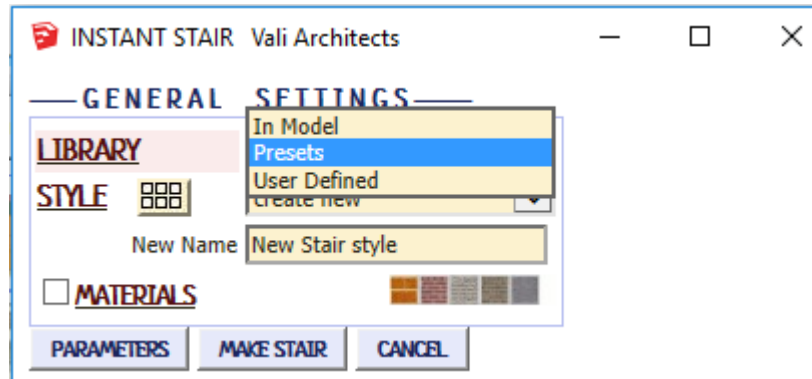 INSTANT STAIR Vali Architects
GENERAL SETTINGS
In Model
LIBRARY
Presets
User Defined
STYLE
create new
New Name New Stair style
MATERIALS
PARAMETERS MAKE STAIR CANCEL